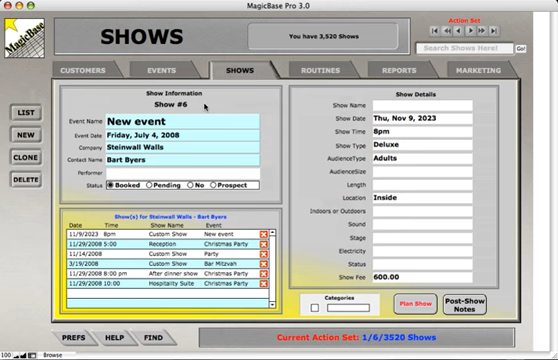 MagicBase Pro 3.0
MagicBase
SHOWS
You have 3,520 Shows
Action Set
Search Shows Here!
Go!
CUSTOMERS
EVENTS
SHOWS
ROUTINES
REPORTS
MARKETING
LIST
NEW
CLONE
DELETE
Show Information
Show #6
Event Name New event
Event Date Friday, July 4, 2008
Company Steinwall Walls
Contact Name Bart Byers
Performer
Status Booked Pending No Prospect
Show(s) for Steinwall Walls - Bart Byers
Date Time Show Name Event
11/9/2023 8pm Custom Show New event
11/29/2008 5:00 Reception Christmas Party
11/14/2008 Custom Show Party
3/19/2008 Custom Show Bar Mitzvah
11/29/2008 8:00 pm After dinner show Christmas Party
11/29/2008 10:00 Hospitality Suite Christmas Party
Show Details
Show Name
Show Date Thu, Nov 9, 2023
Show Time 8pm
Show Type Deluxe
AudienceType Adults
AudienceSize
Length
Location Inside
Indoors or Outdoors
Sound
Stage
Electricity
Status
Show Fee 600.00
Categories
Plan Show
Post-Show
Notes
PREFS
HELP
FIND
Current Action Set: 1/6/3520 Shows
100
Browse